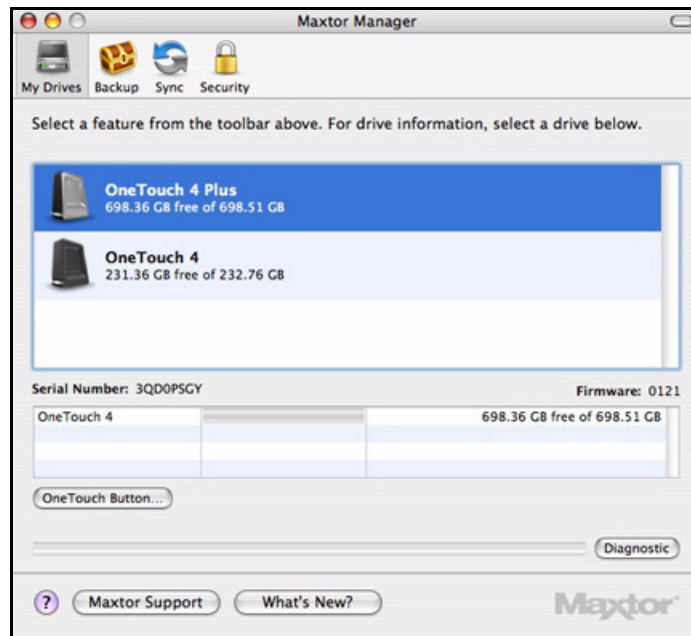 Maxtor Manager
My Drives Backup Sync Security
Select a feature from the toolbar above. For drive information, select a drive below.
OneTouch 4 Plus
698.36 GB free of 698.51 GB
OneTouch 4
231.36 GB free of 232.76 GB
Serial Number: 3QD0PSGY Firmware: 0121
OneTouch 4 698.36 GB free of 698.51 GB
OneTouch Button...
Diagnostic
? Maxtor Support What's New? Maxtor